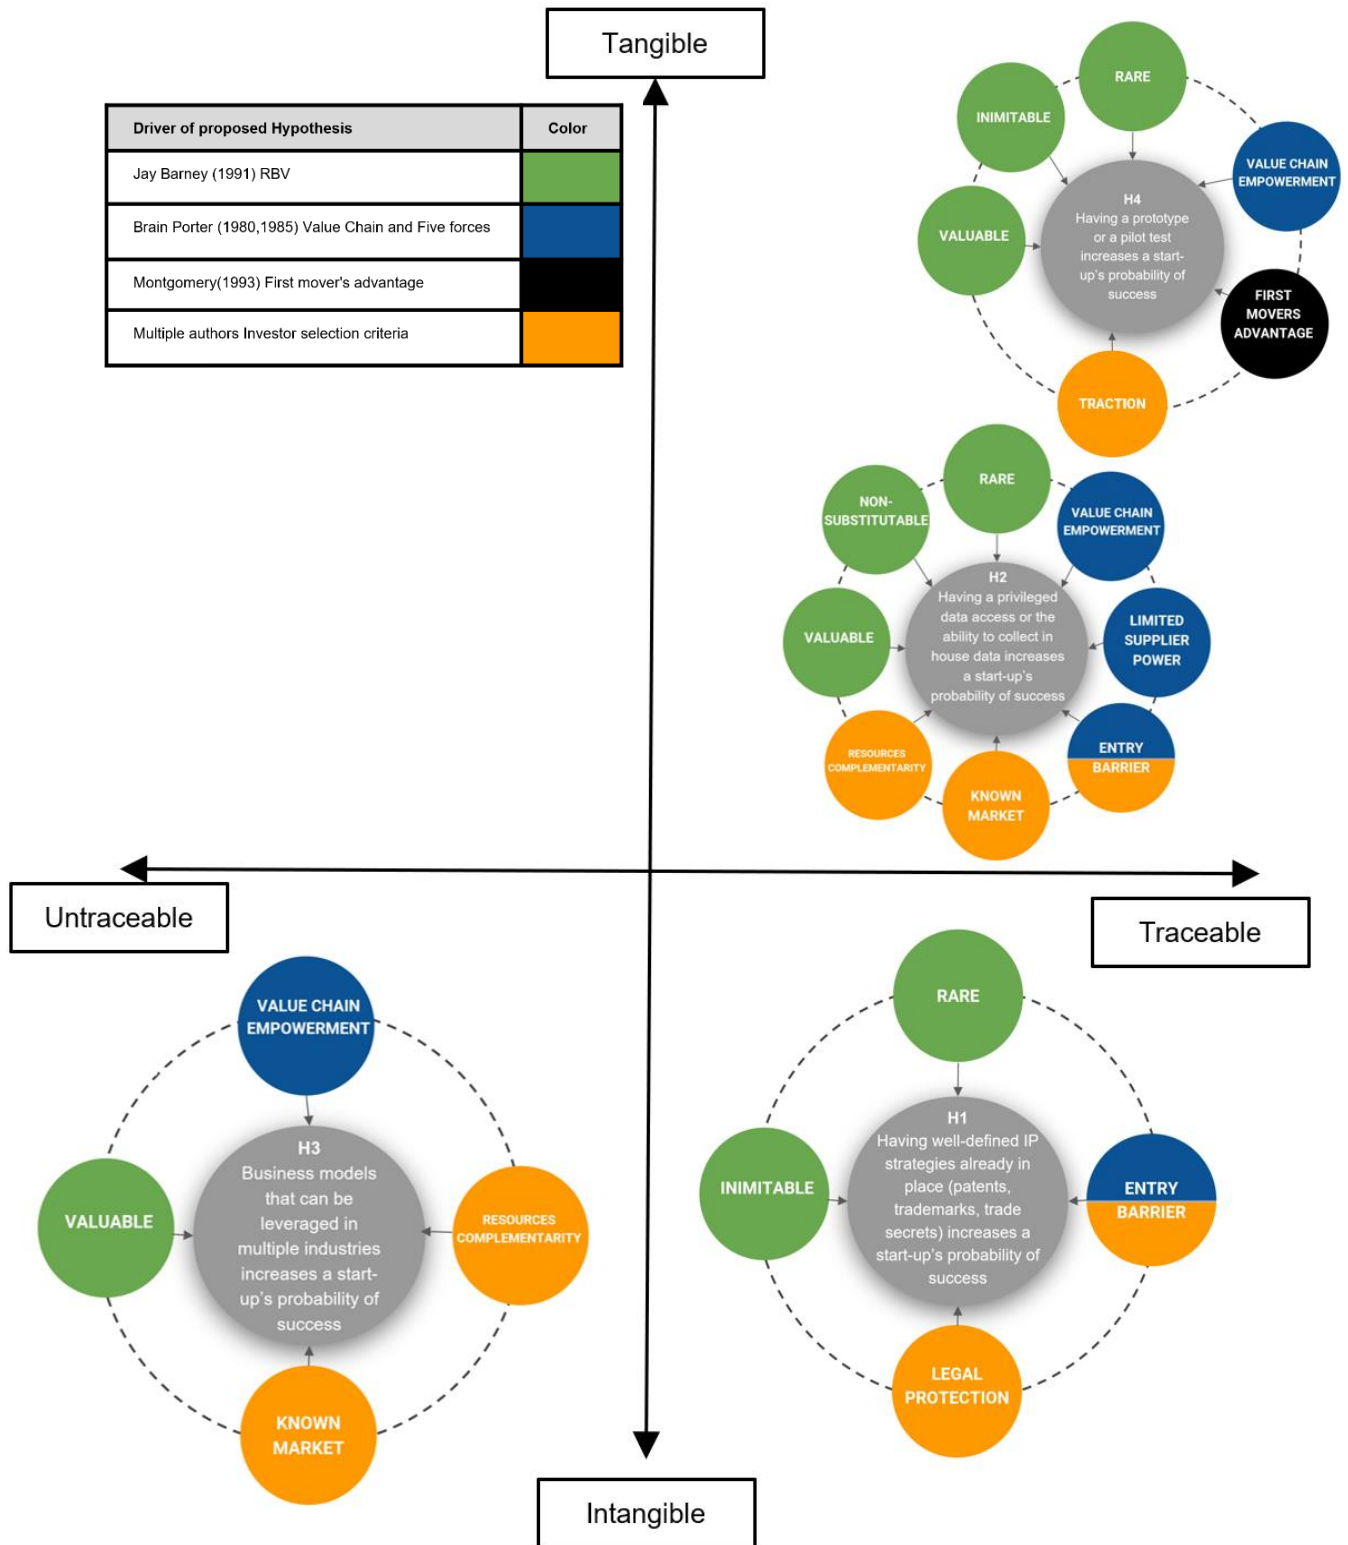 Tangible
Driver of proposed Hypothesis
Color
Jay Barney (1991) RBV
Brain Porter (1980,1985) Value Chain and Five forces
Montgomery(1993) First mover's advantage
Multiple authors Investor selection criteria
RARE
INIMITABLE
VALUE CHAIN
EMPOWERMENT
VALUABLE
H4
Having a prototype
or a pilot test
increases a start-
up's probability of
success
FIRST
MOVERS
ADVANTAGE
TRACTION
RARE
NON-
SUBSTITUTABLE
VALUE CHAIN
EMPOWERMENT
VALUABLE
H2
Having a privileged
data access or the
ability to collect in
house data increases
a start-up's
probability of success
LIMITED
SUPPLIER
POWER
RESOURCES
COMPLEMENTARITY
KNOWN
MARKET
ENTRY
BARRIER
Untraceable
Traceable
VALUE CHAIN
EMPOWERMENT
VALUABLE
H3
Business models
that can be
leveraged in
multiple industries
increases a start-
up's probability of
success
RESOURCES
COMPLEMENTARITY
KNOWN
MARKET
RARE
INIMITABLE
H1
Having well-defined IP
strategies already in
place (patents,
trademarks, trade
secrets) increases a
start-up's probability of
success
ENTRY
BARRIER
LEGAL
PROTECTION
Intangible